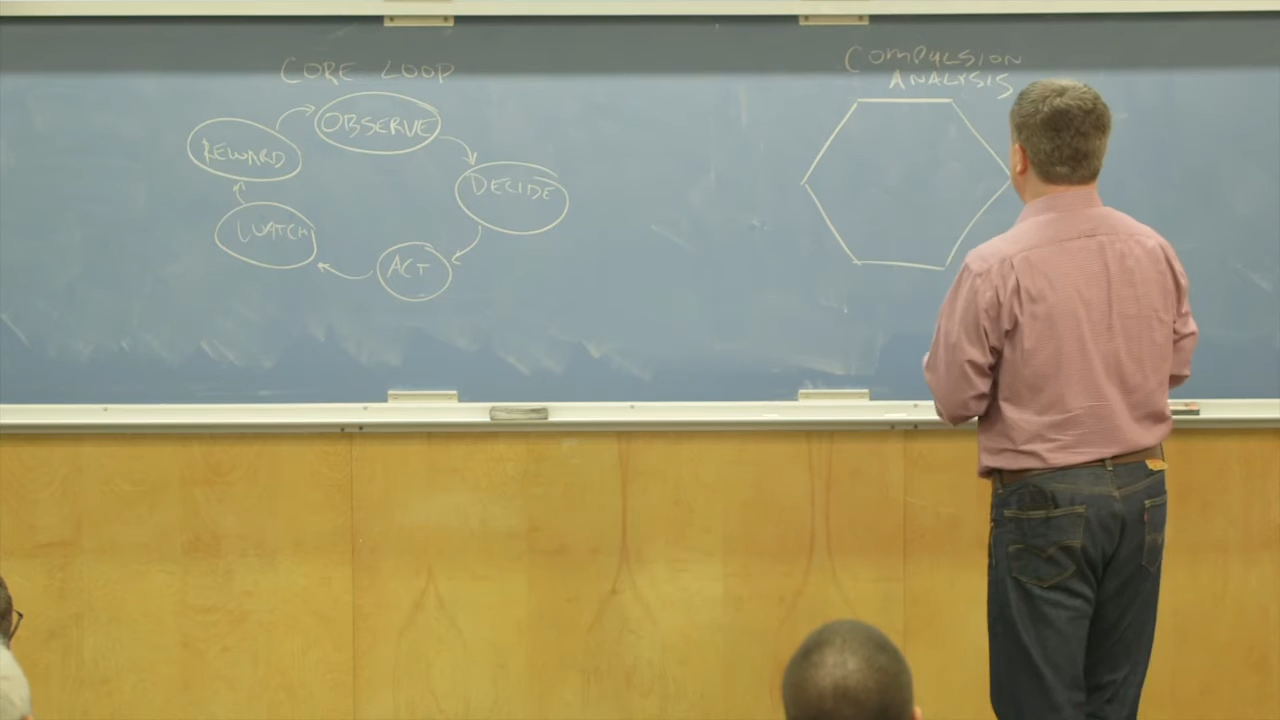 CORE LOOP
OBSERVE
DECIDE
ACT
WATCH
REWARD
COMPULSION
ANALYSIS